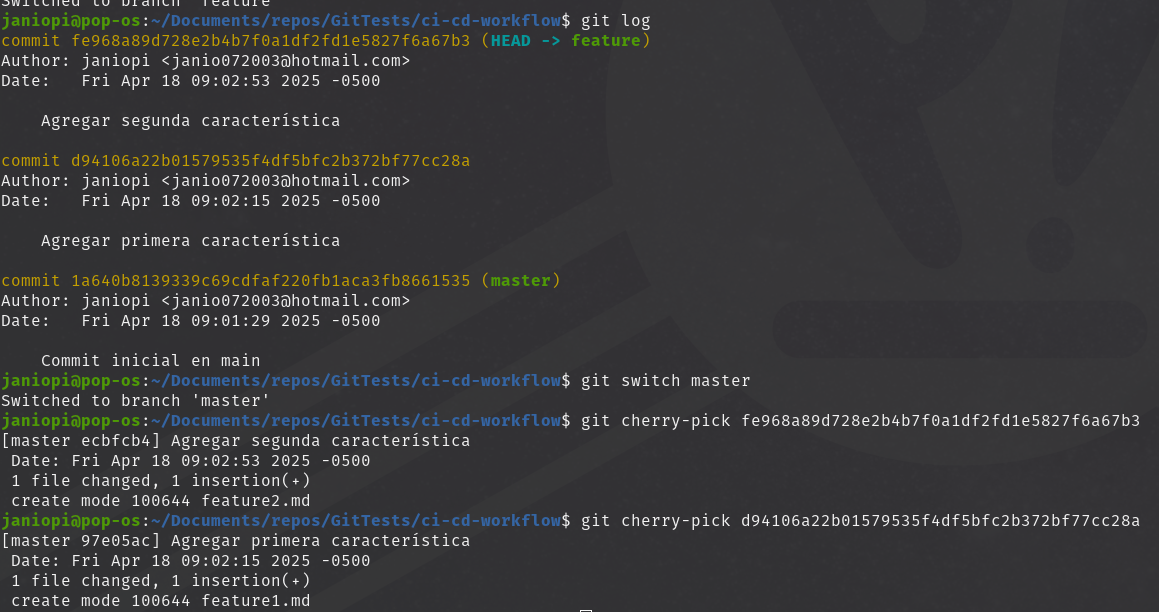 Switched to branch 'feature'
janiopi@pop-os:~/Documents/repos/GitTests/ci-cd-workflow$ git log
commit fe968a89d728e2b4b7f0a1df2fd1e5827f6a67b3 (HEAD -> feature)
Author: janiopi <janio072003@hotmail.com>
Date:   Fri Apr 18 09:02:53 2025 -0500
    Agregar segunda característica
commit d94106a22b01579535f4df5bfc2b372bf77cc28a
Author: janiopi <janio072003@hotmail.com>
Date:   Fri Apr 18 09:02:15 2025 -0500
    Agregar primera característica
commit 1a640b8139339c69cdfaf220fb1aca3fb8661535 (master)
Author: janiopi <janio072003@hotmail.com>
Date:   Fri Apr 18 09:01:29 2025 -0500
    Commit inicial en main
janiopi@pop-os:~/Documents/repos/GitTests/ci-cd-workflow$ git switch master
Switched to branch 'master'
janiopi@pop-os:~/Documents/repos/GitTests/ci-cd-workflow$ git cherry-pick fe968a89d728e2b4b7f0a1df2fd1e5827f6a67b3
[master ecbfcb4] Agregar segunda característica
 Date: Fri Apr 18 09:02:53 2025 -0500
 1 file changed, 1 insertion(+)
 create mode 100644 feature2.md
janiopi@pop-os:~/Documents/repos/GitTests/ci-cd-workflow$ git cherry-pick d94106a22b01579535f4df5bfc2b372bf77cc28a
[master 97e05ac] Agregar primera característica
 Date: Fri Apr 18 09:02:15 2025 -0500
 1 file changed, 1 insertion(+)
 create mode 100644 feature1.md